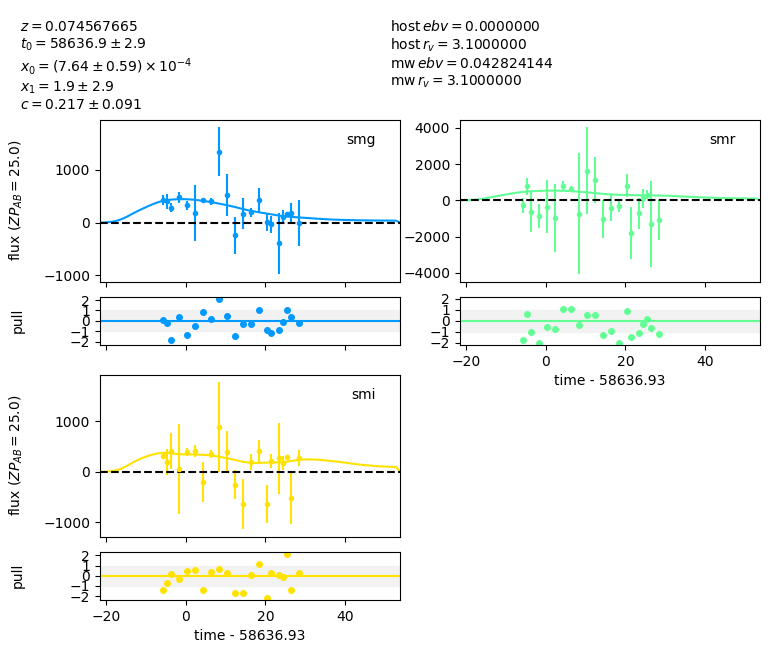 z = 0.074567665
t₀ = 58636.9 ± 2.9
x₀ = (7.64 ± 0.59) × 10⁻⁴
x₁ = 1.9 ± 2.9
c = 0.217 ± 0.091
host ebv = 0.0000000
host r_v = 3.1000000
mw ebv = 0.042824144
mw r_v = 3.1000000
smg
flux (ZP_AB = 25.0)
1000
0
−1000
smr
4000
2000
0
−2000
−4000
pull
2
1
0
−1
−2
2
1
0
−1
−2
−20
0
20
40
time - 58636.93
smi
flux (ZP_AB = 25.0)
1000
0
−1000
pull
2
1
0
−1
−2
−20
0
20
40
time - 58636.93